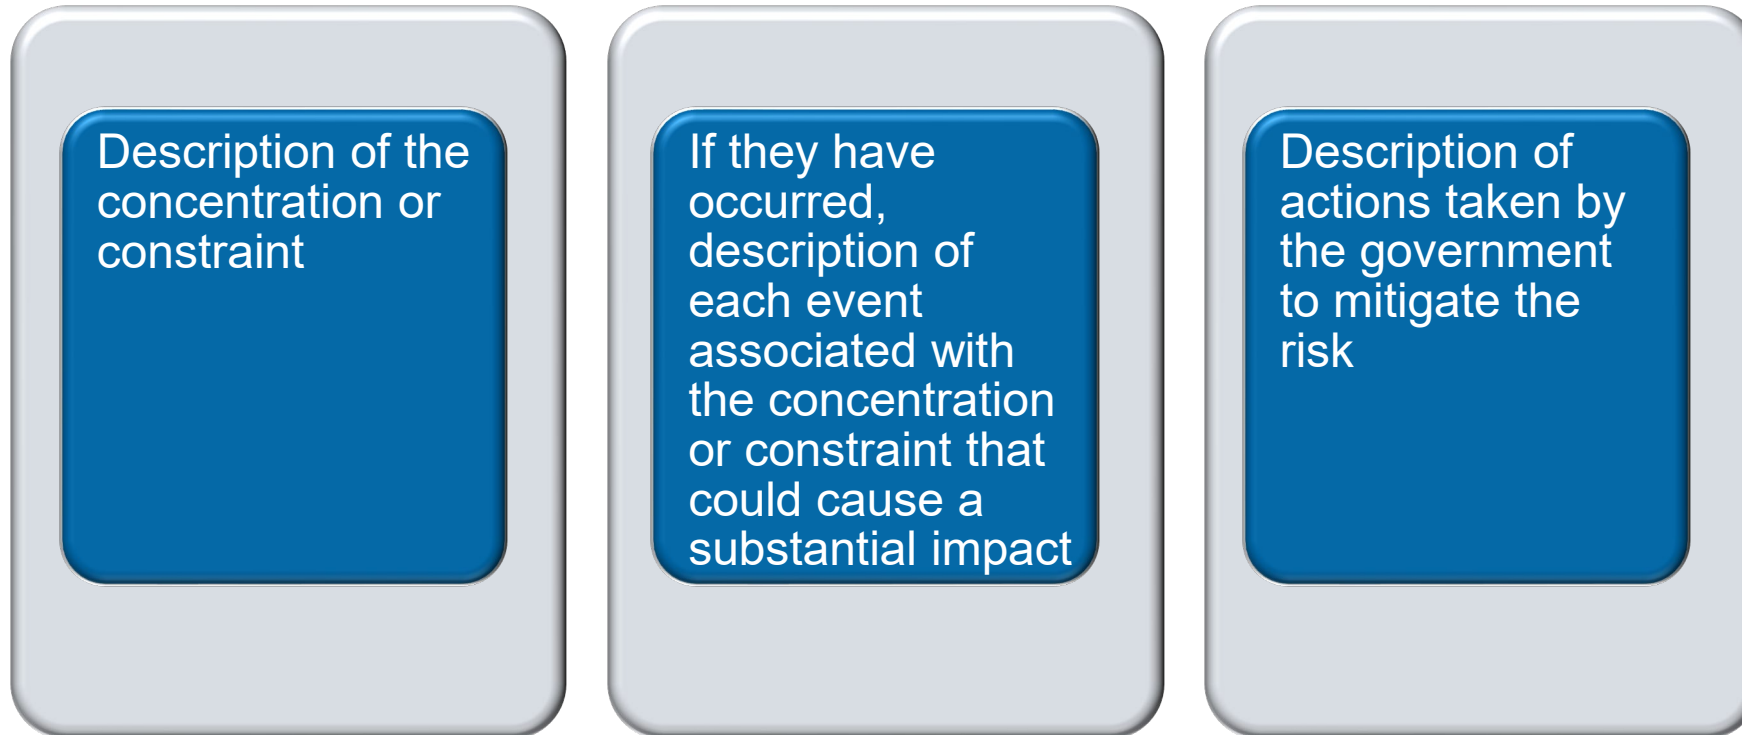 Description of the
concentration or
constraint
If they have
occurred,
description of
each event
associated with
the concentration
or constraint that
could cause a
substantial impact
Description of
actions taken by
the government
to mitigate the
risk